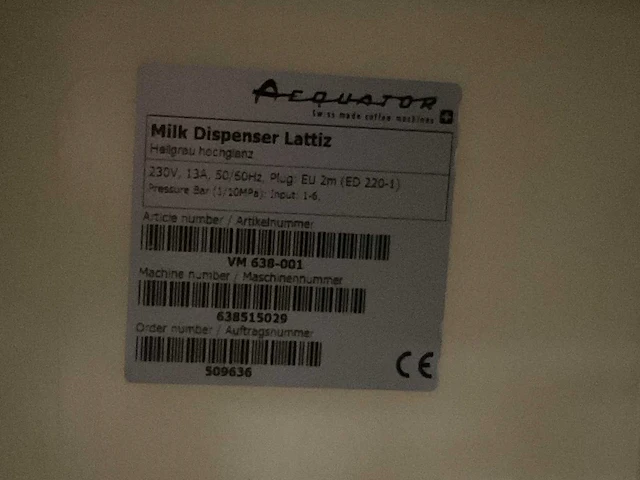 AEQUATOR
Swiss made coffee machines
Milk Dispenser Lattiz
Hellgrau hochglanz
230V, 13A, 50/60Hz, Plug: EU 2m (ED 220-1)
Pressure Bar (1/10MPa): Input: 1-6,
Article number / Artikelnummer
VM 638-001
Machine number / Maschinennummer
638515029
Order number / Auftragsnummer
509636
CE